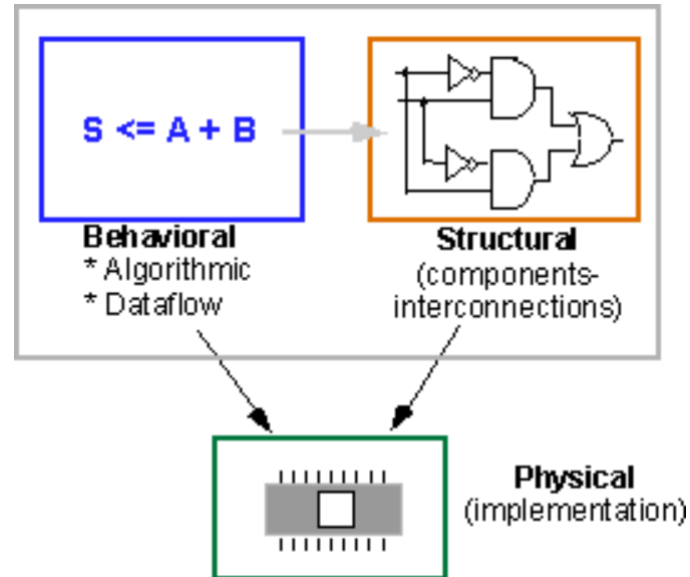 S <= A + B
Behavioral
* Algorithmic
* Dataflow
Structural
(components-
interconnections)
Physical
(implementation)